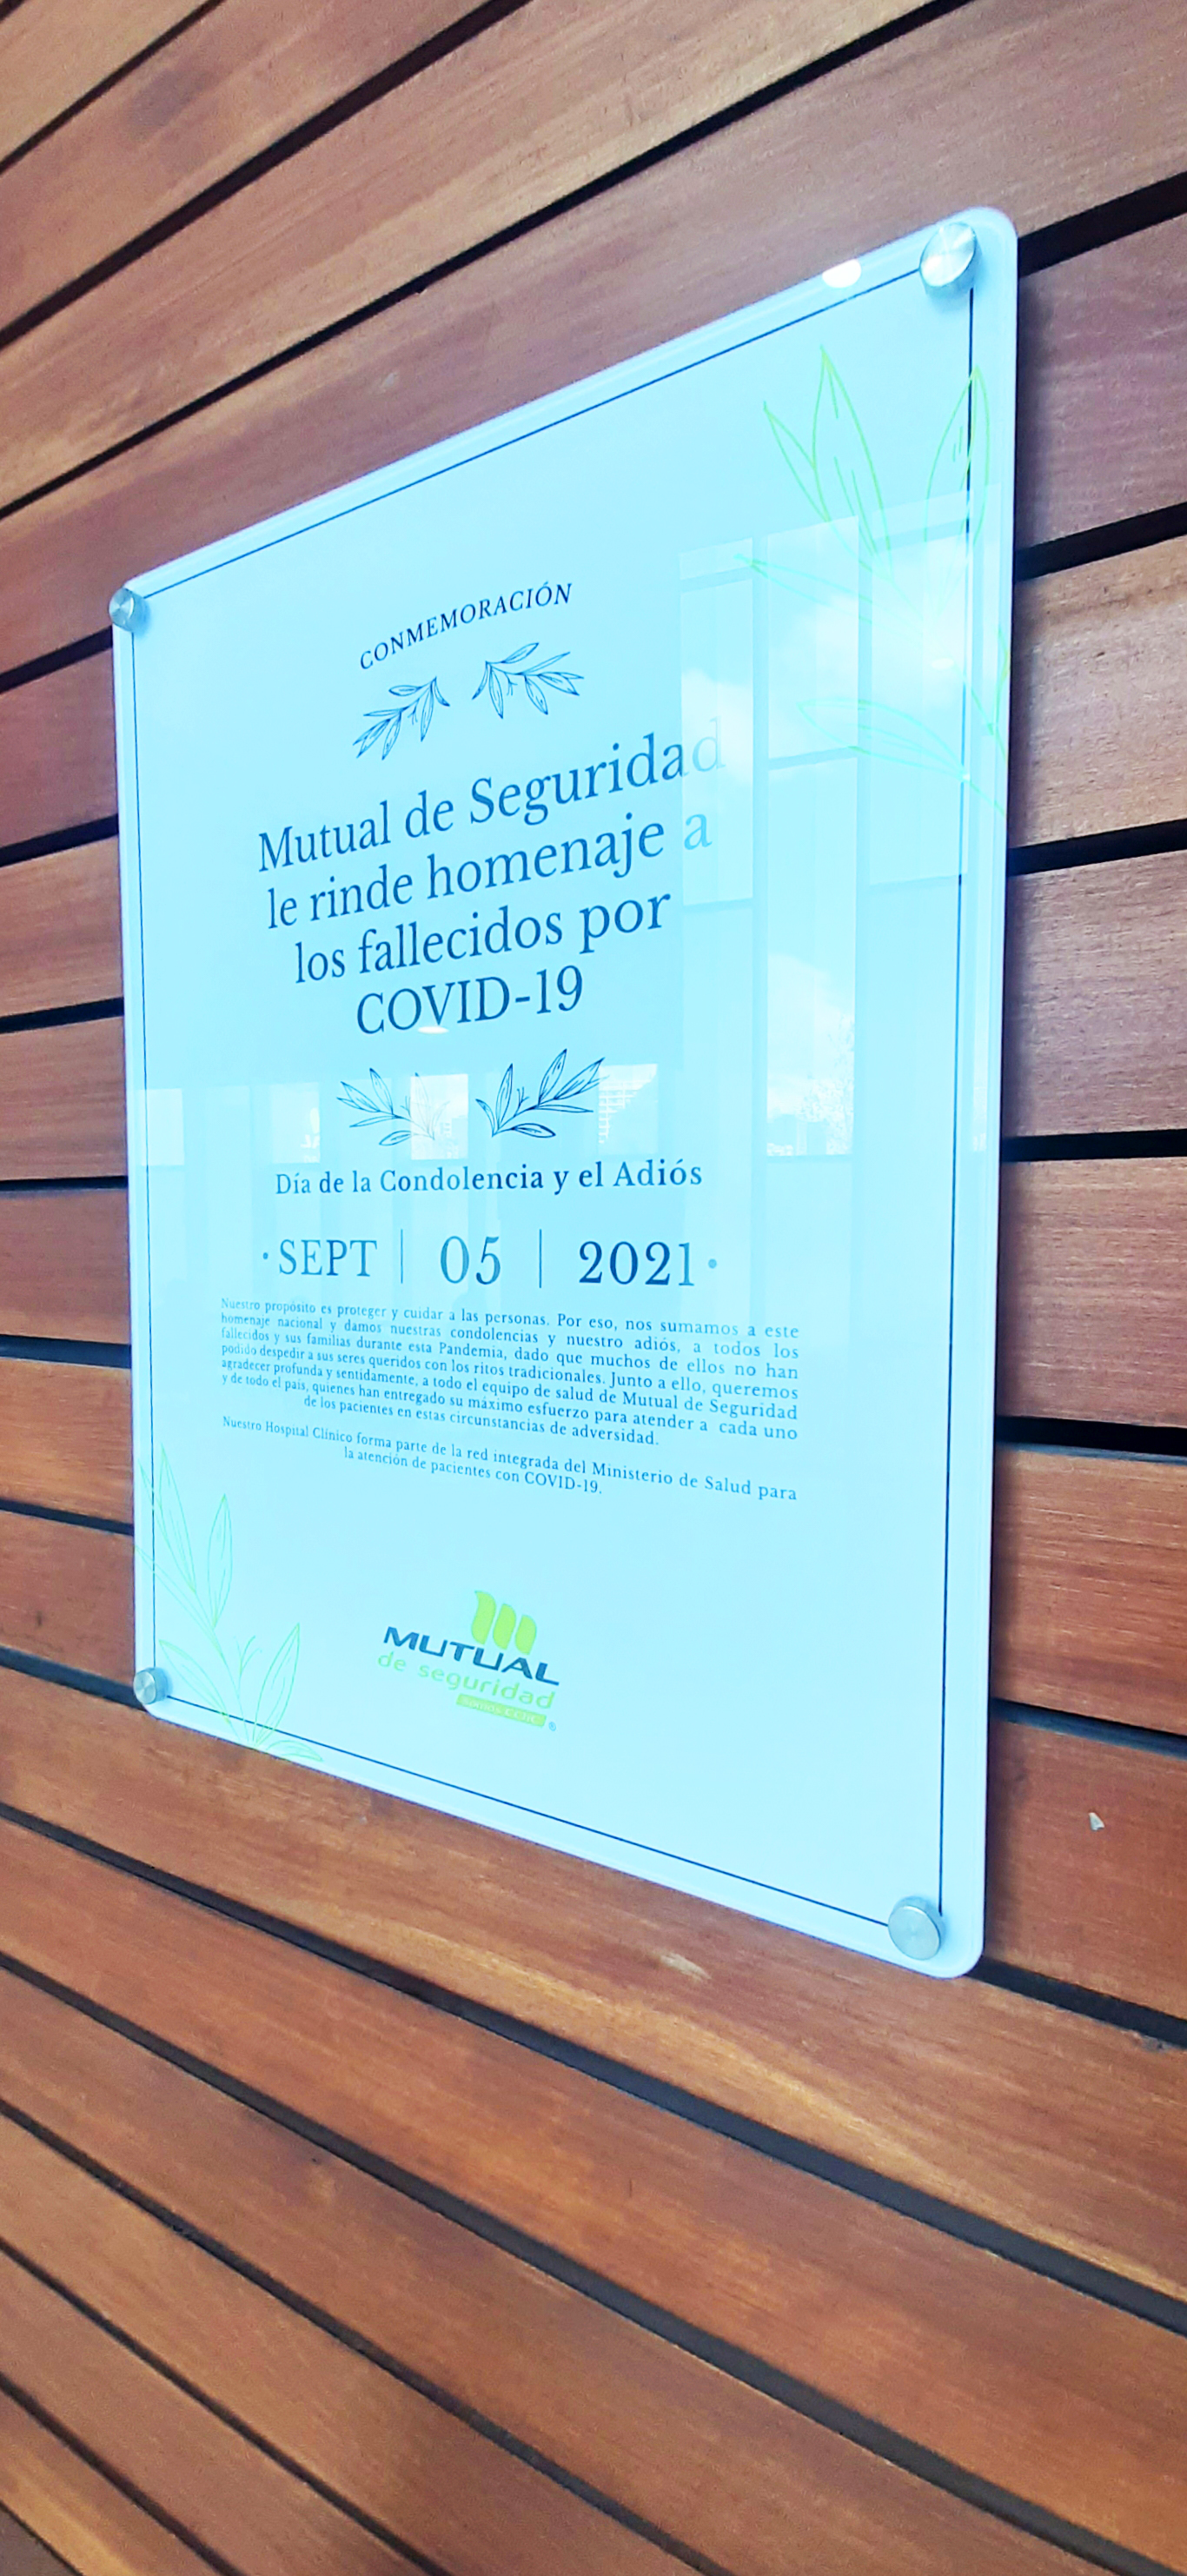 CONMEMORACIÓN
Mutual de Seguridad
le rinde homenaje a
los fallecidos por
COVID-19
Día de la Condolencia y el Adiós
·SEPT | 05 | 2021·
Nuestro propósito es proteger y cuidar a las personas. Por eso, nos sumamos a este
homenaje nacional y damos nuestras condolencias y nuestro adiós, a todos los
fallecidos y sus familias durante esta Pandemia, dado que muchos de ellos no han
podido despedir a sus seres queridos con los ritos tradicionales. Junto a ello, queremos
agradecer profunda y sentidamente, a todo el equipo de salud de Mutual de Seguridad
y de todo el país, quienes han entregado su máximo esfuerzo para atender a cada uno
de los pacientes en estas circunstancias de adversidad.
Nuestro Hospital Clínico forma parte de la red integrada del Ministerio de Salud para
la atención de pacientes con COVID-19.
MUTUAL
de seguridad
Somos CChC
®